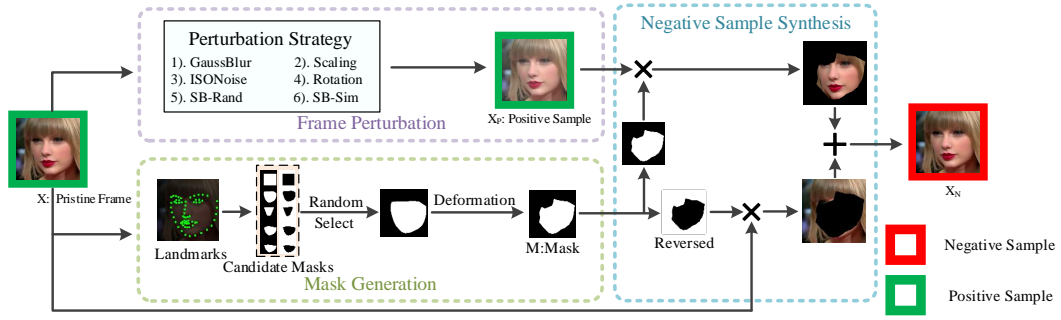 Perturbation Strategy
1). GaussBlur 2). Scaling
3). ISONoise 4). Rotation
5). SB-Rand 6). SB-Sim
Frame Perturbation
X_P: Positive Sample
X: Pristine Frame
Landmarks
Candidate Masks
Random
Select
Deformation
M:Mask
Mask Generation
Negative Sample Synthesis
Reversed
X_N
Negative Sample
Positive Sample